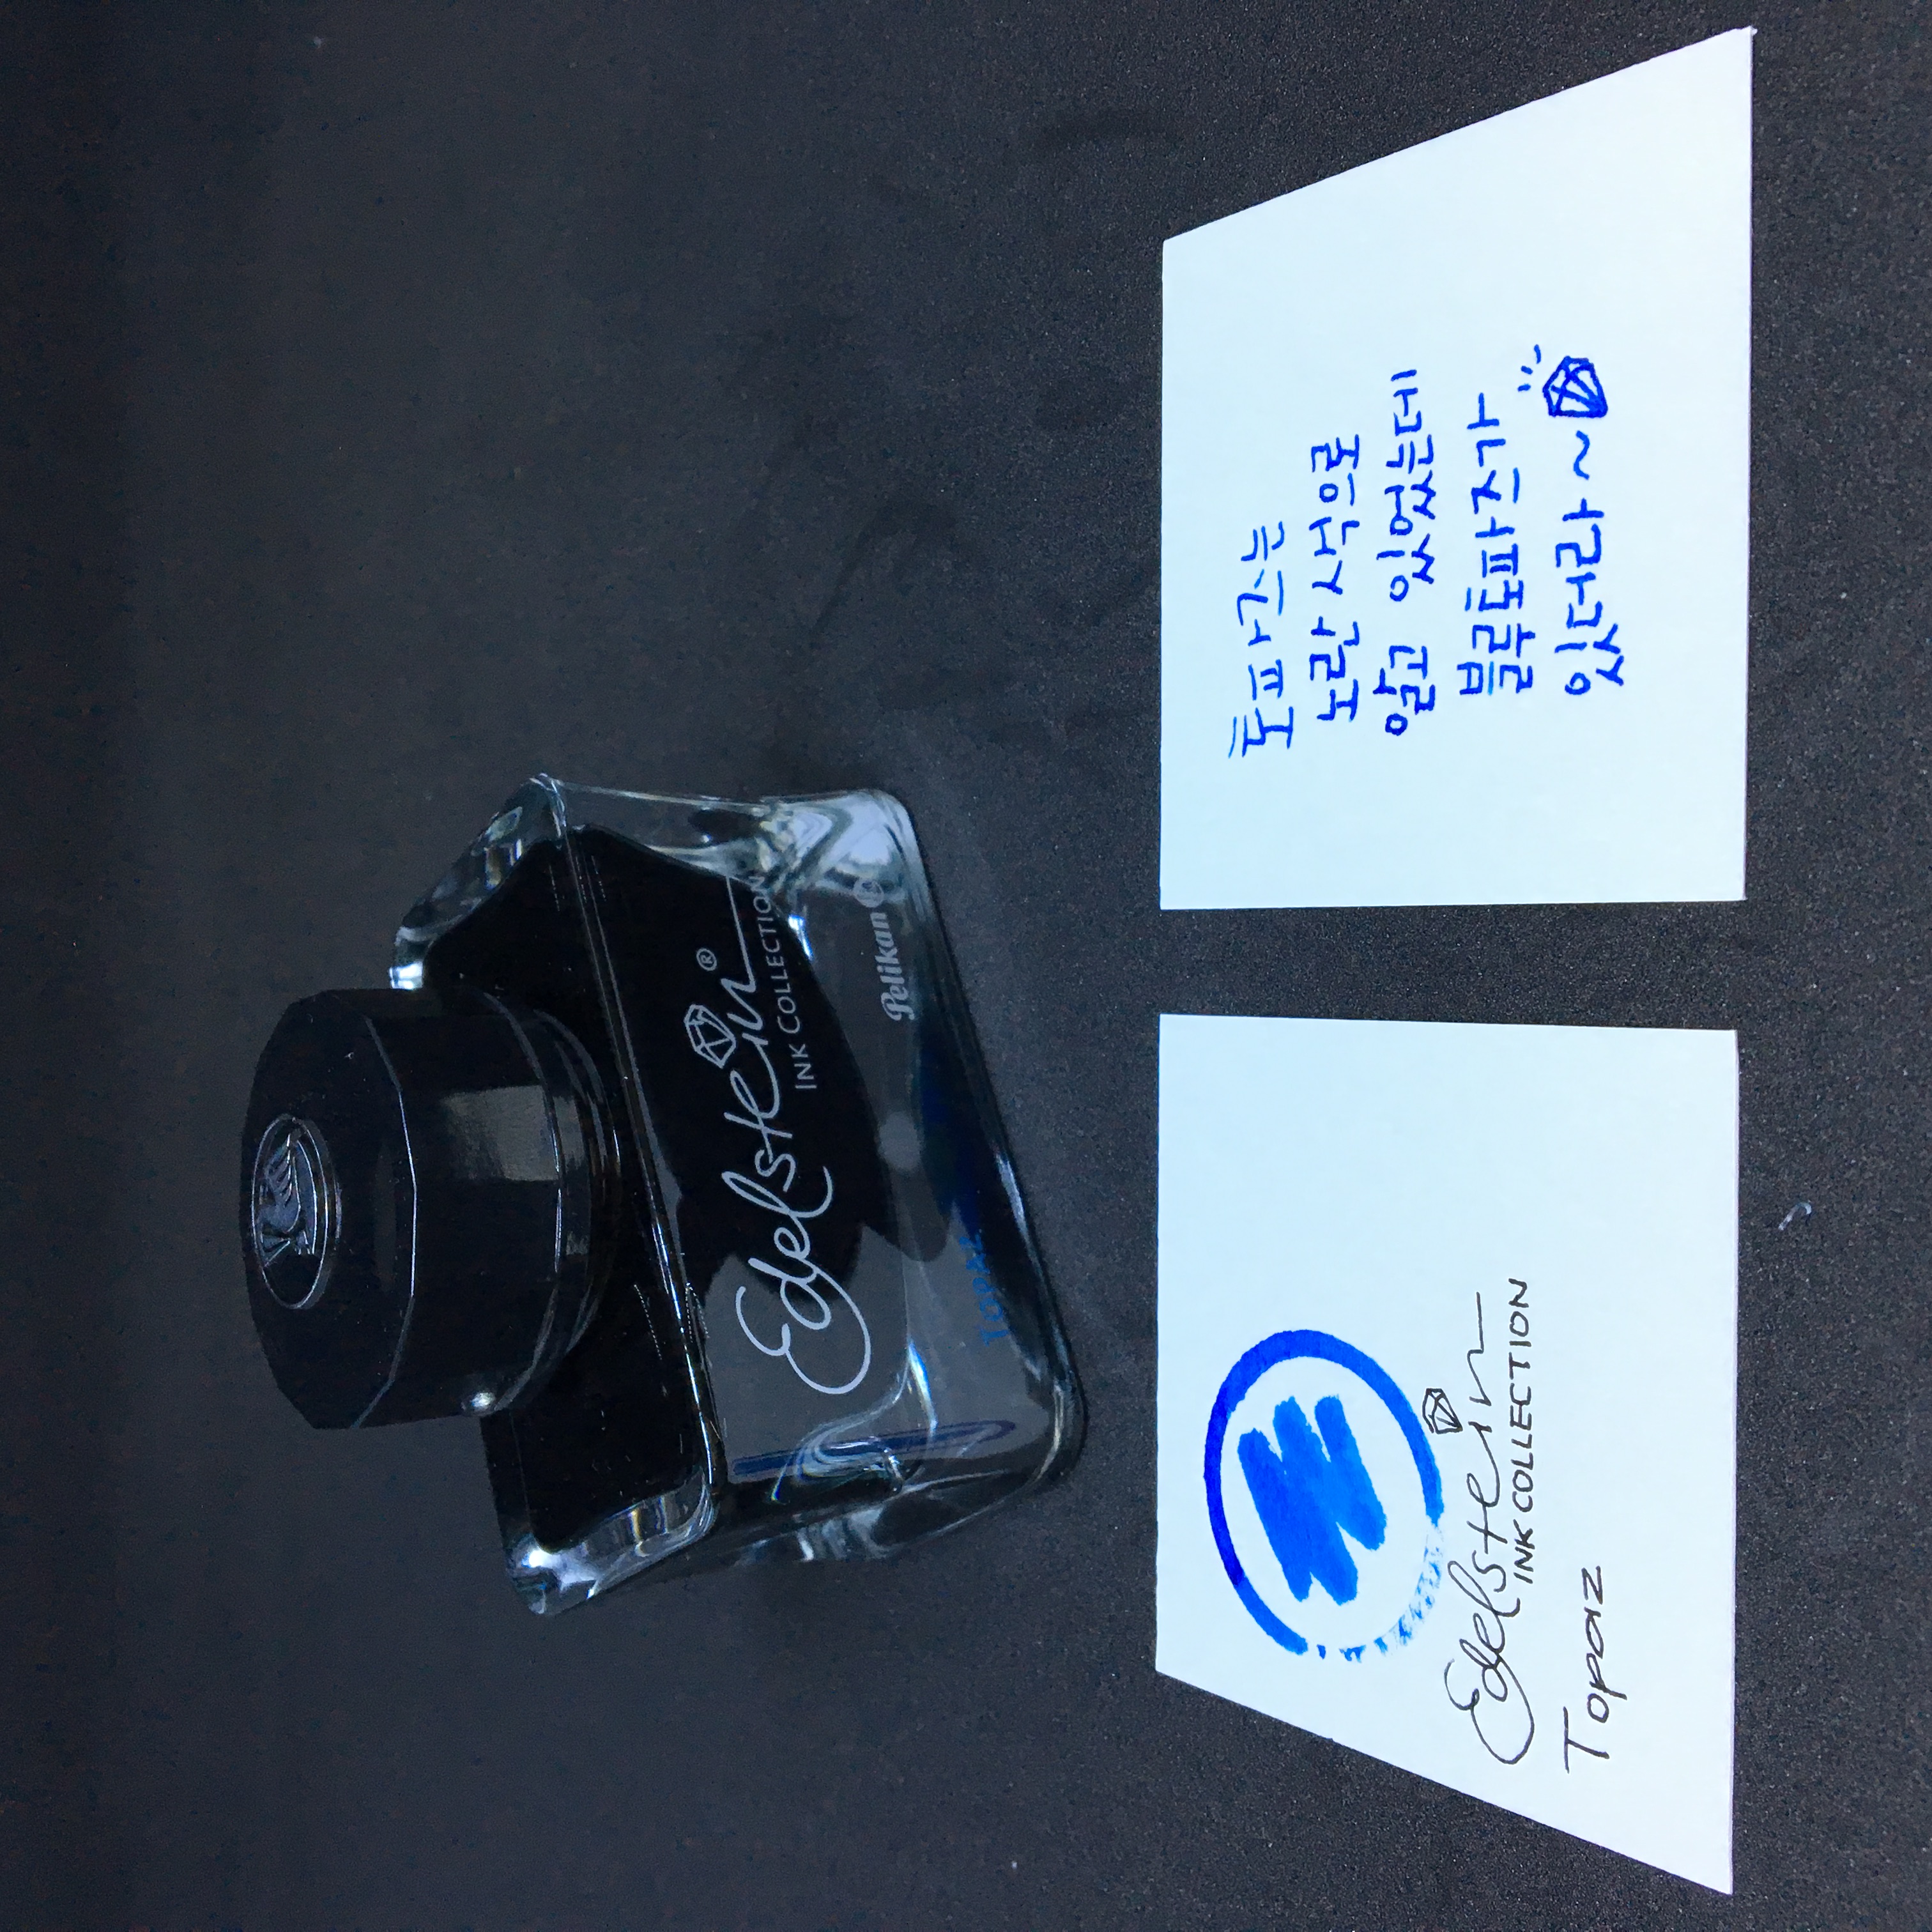 Edelstein®
INK COLLECTION
Pelikan
TOPAZ
Edelstein
INK COLLECTION
Topaz
토파즈는
노란 색으로
알고 있었는데
블루토파즈가
있더라~